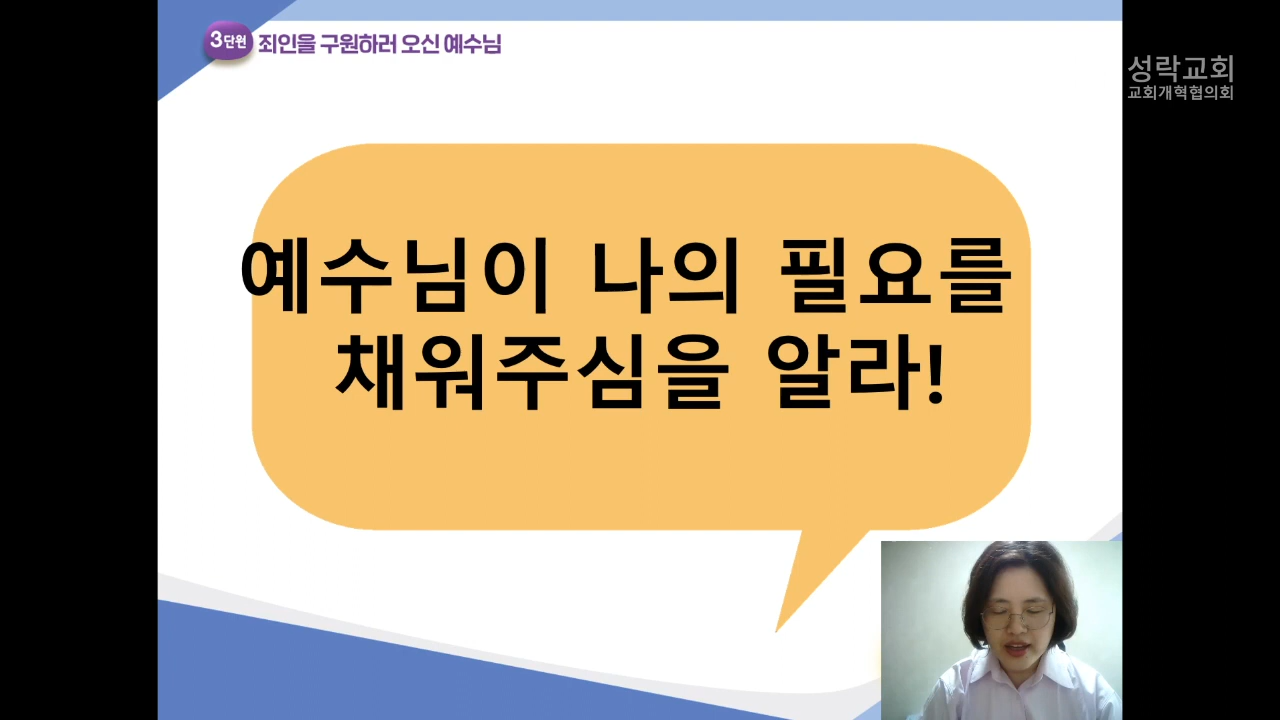 3단원 죄인을 구원하러 오신 예수님
성락교회
교회개혁협의회
예수님이 나의 필요를
채워주심을 알라!